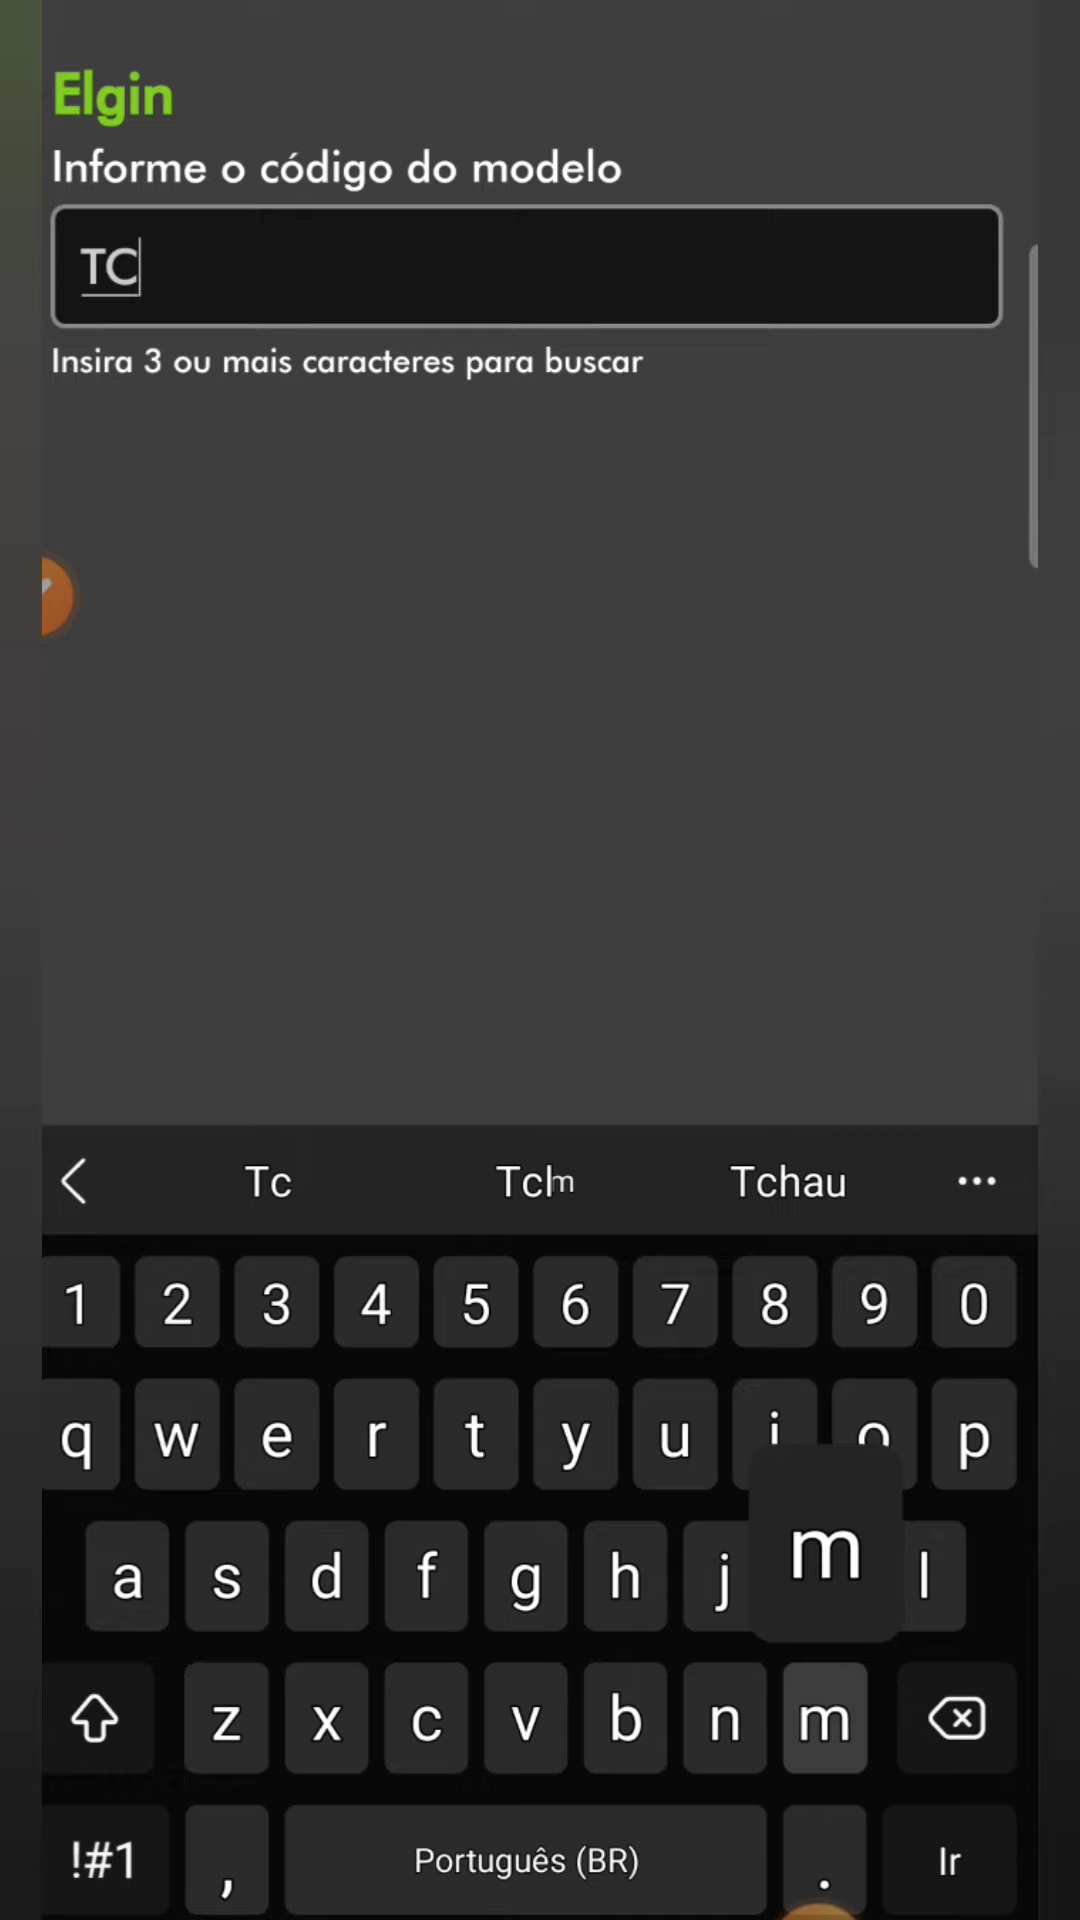 Elgin
Informe o código do modelo
TC
Insira 3 ou mais caracteres para buscar
Tc Tchau ...
1 2 3 4 5 6 7 8 9 0
q w e r t y u i o p
a s d f g h j l
m
z x c v b n m
!#1 , Português (BR) . Ir